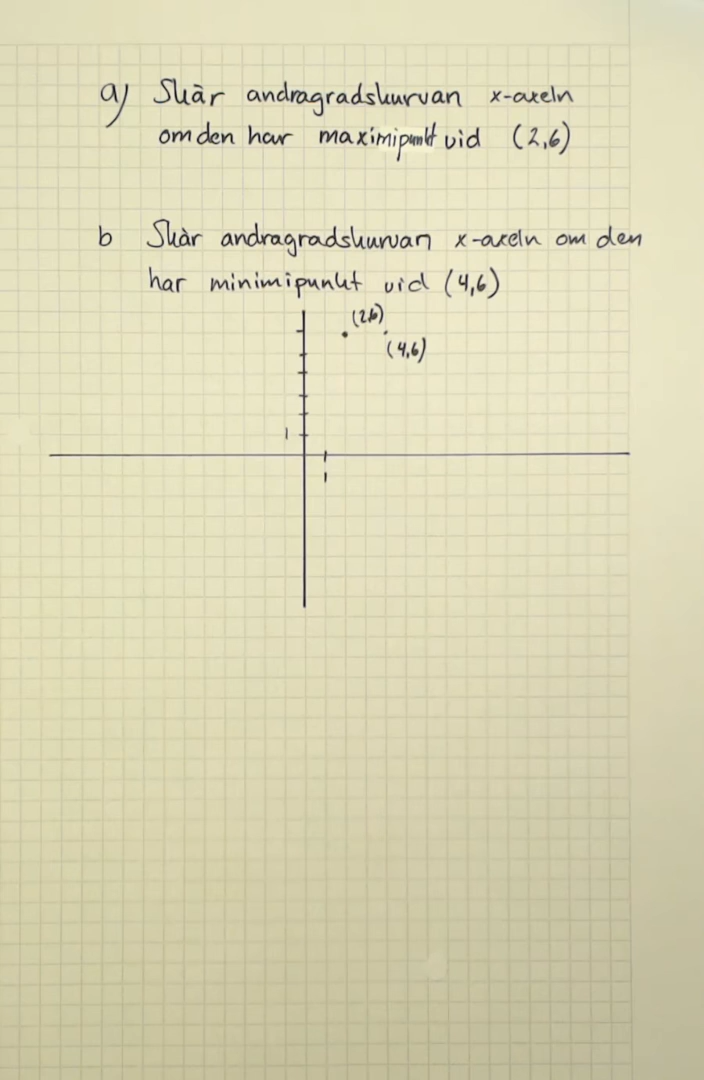 a) Skär andragradskurvan x-axeln
om den har maximipunkt vid (2,6)
b Skär andragradskurvan x-axeln om den
har minimipunkt vid (4,6)
(2,6)
(4,6)
1
1